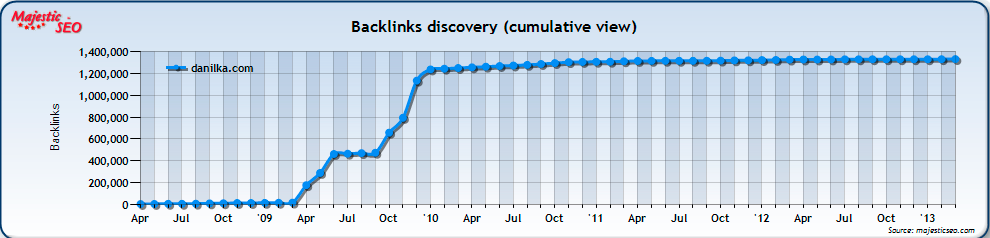 Majestic
SEO
Backlinks discovery (cumulative view)
Backlinks
1,400,000
1,200,000
1,000,000
800,000
600,000
400,000
200,000
0
danilka.com
Apr Jul Oct '09 Apr Jul Oct '10 Apr Jul Oct '11 Apr Jul Oct '12 Apr Jul Oct '13
Source: majesticseo.com